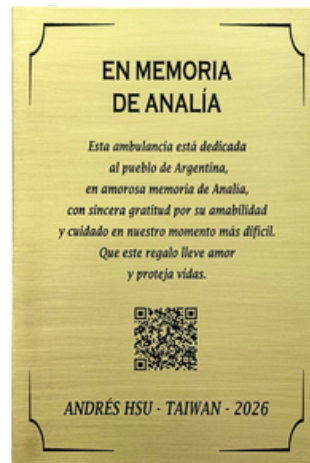 EN MEMORIA
DE ANALÍA
Esta ambulancia está dedicada
al pueblo de Argentina,
en amorosa memoria de Analía,
con sincera gratitud por su amabilidad
y cuidado en nuestro momento más difícil.
Que este regalo lleve amor
y proteja vidas.
ANDRÉS HSU - TAIWAN - 2026